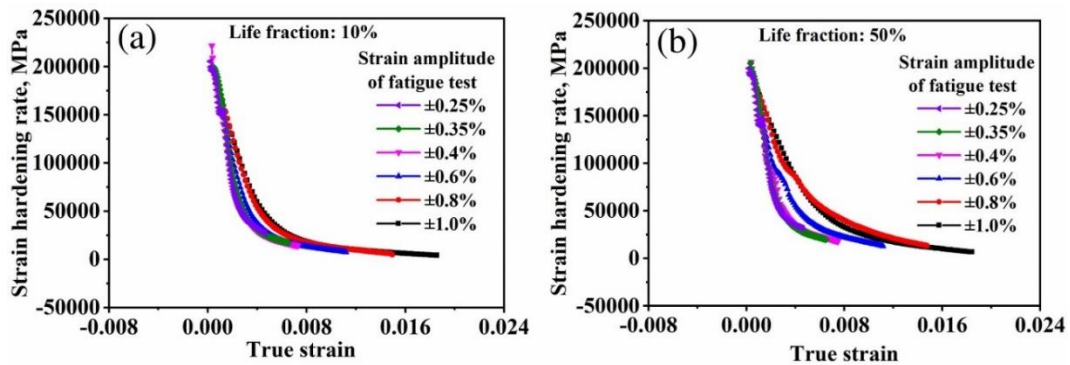 (a)
Life fraction: 10%
Strain amplitude
of fatigue test
±0.25%
±0.35%
±0.4%
±0.6%
±0.8%
±1.0%
Strain hardening rate, MPa
250000
200000
150000
100000
50000
0
-50000
-0.008 0.000 0.008 0.016 0.024
True strain
(b)
Life fraction: 50%
Strain amplitude
of fatigue test
±0.25%
±0.35%
±0.4%
±0.6%
±0.8%
±1.0%
Strain hardening rate, MPa
250000
200000
150000
100000
50000
0
-50000
-0.008 0.000 0.008 0.016 0.024
True strain